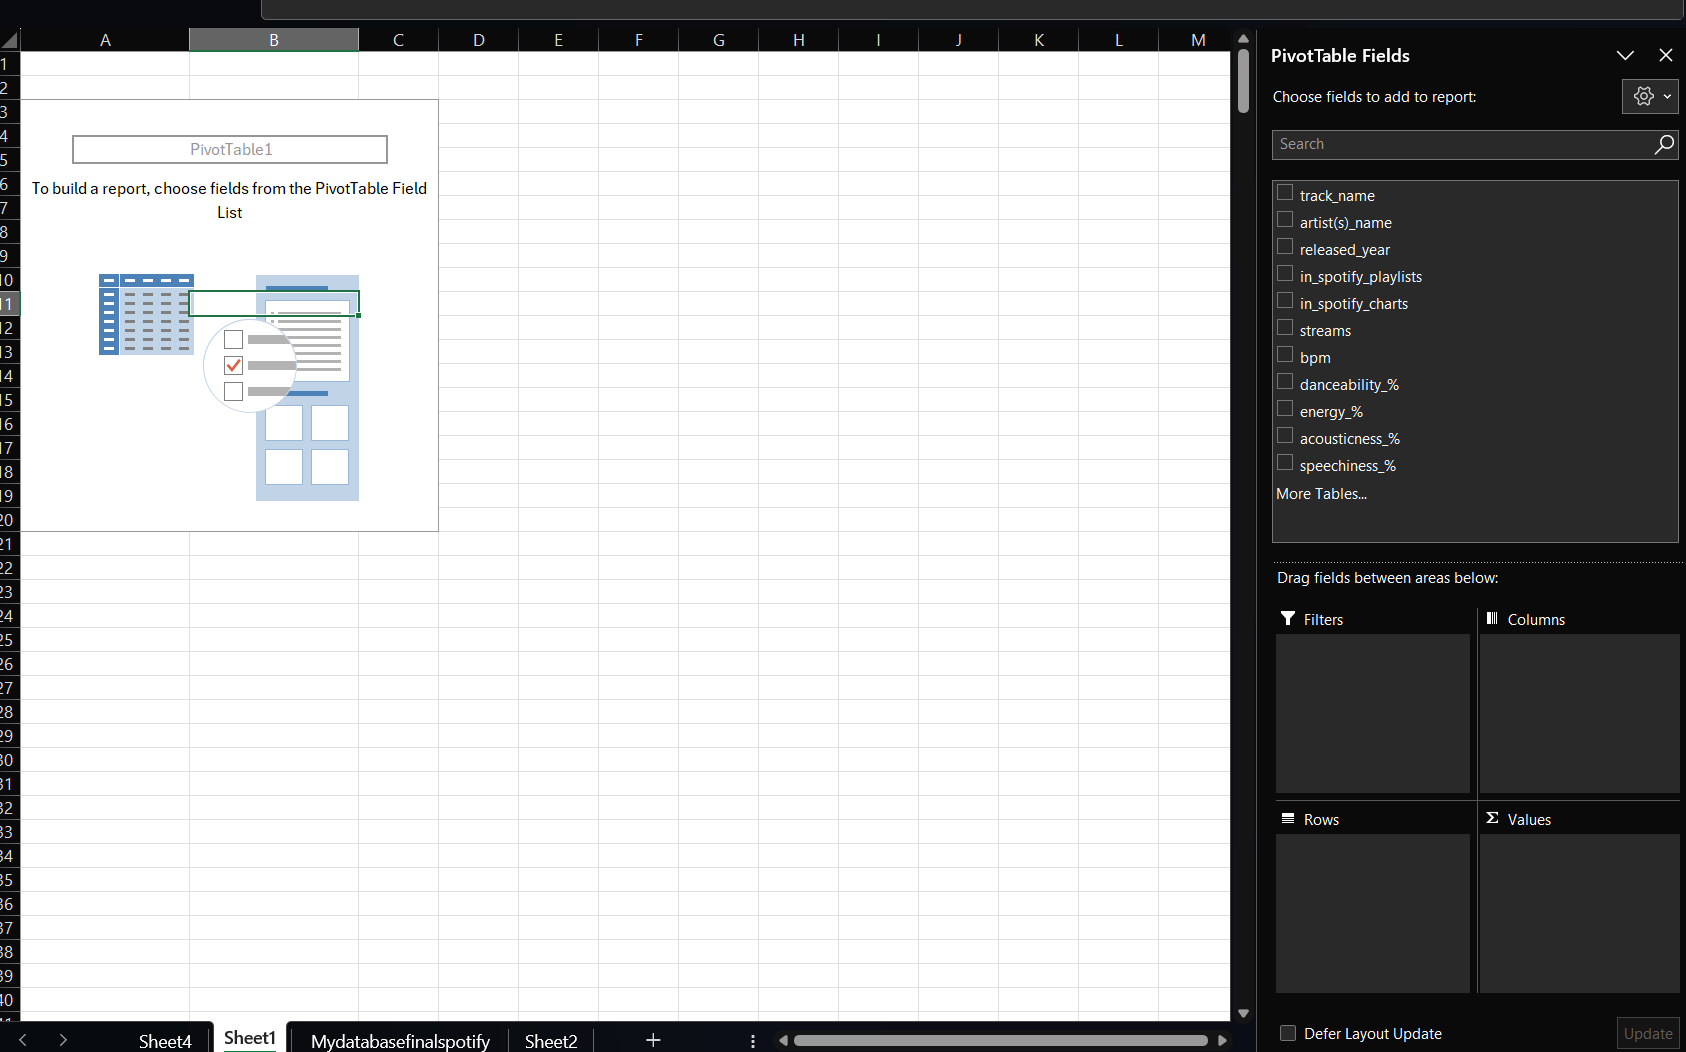 A B C D E F G H I J K L M
1
2
3
4
5
6
7
8
9
10
11
12
13
14
15
16
17
18
19
20
21
22
23
24
25
26
27
28
29
30
31
32
33
34
35
36
37
38
39
40
PivotTable1
To build a report, choose fields from the PivotTable Field
List
PivotTable Fields
Choose fields to add to report:
Search
track_name
artist(s)_name
released_year
in_spotify_playlists
in_spotify_charts
streams
bpm
danceability_%
energy_%
acousticness_%
speechiness_%
More Tables...
Drag fields between areas below:
Filters
Columns
Rows
Σ Values
Defer Layout Update
Update
Sheet4 Sheet1 Mydatabasefinalspotify Sheet2